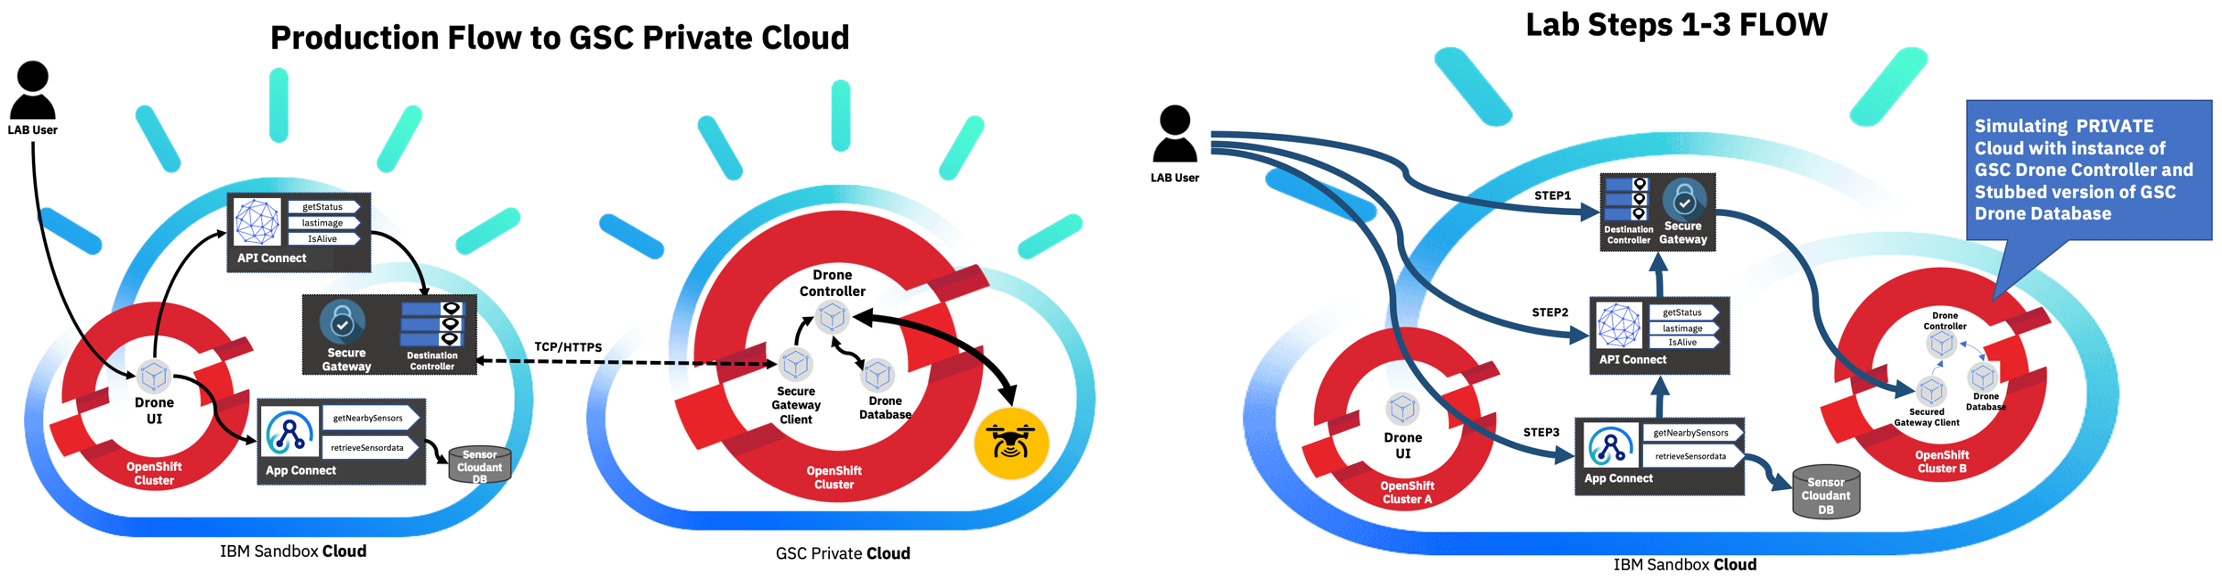 Production Flow to GSC Private Cloud
LAB User
getStatus
lastimage
IsAlive
API Connect
Secure
Gateway
Destination
Controller
TCP/HTTPS
Drone
UI
OpenShift
Cluster
getNearbySensors
retrieveSensordata
App Connect
Sensor
Cloudant
DB
IBM Sandbox Cloud
Drone
Controller
Secure
Gateway
Client
Drone
Database
OpenShift
Cluster
GSC Private Cloud
Lab Steps 1-3 FLOW
LAB User
STEP1
Destination
Controller
Secure
Gateway
STEP2
getStatus
lastimage
IsAlive
API Connect
STEP3
getNearbySensors
retrieveSensordata
App Connect
Sensor
Cloudant
DB
Drone
UI
OpenShift
Cluster A
Simulating PRIVATE
Cloud with instance of
GSC Drone Controller and
Stubbed version of GSC
Drone Database
Drone
Controller
Drone
Database
Secured
Gateway Client
OpenShift
Cluster B
IBM Sandbox Cloud